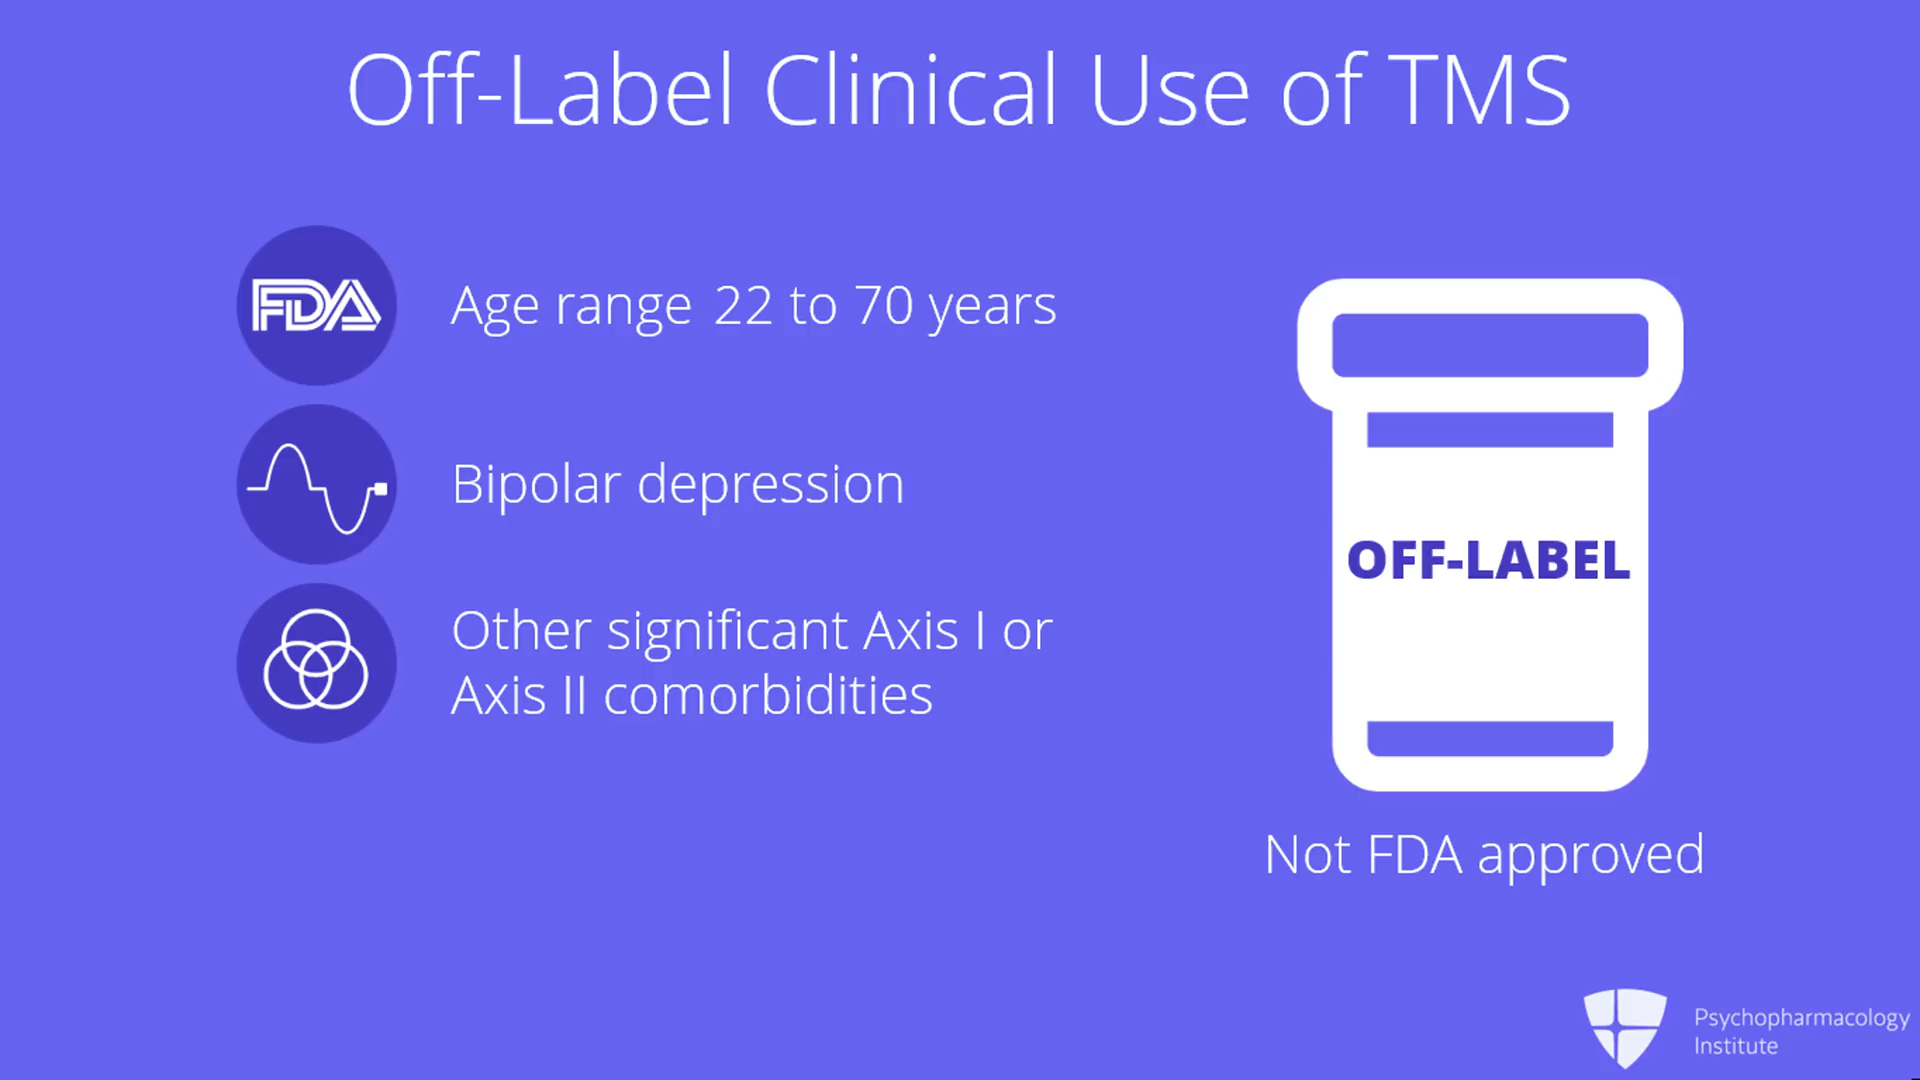 Off-Label Clinical Use of TMS
FDA
Age range 22 to 70 years
Bipolar depression
Other significant Axis I or
Axis II comorbidities
OFF-LABEL
Not FDA approved
Psychopharmacology
Institute